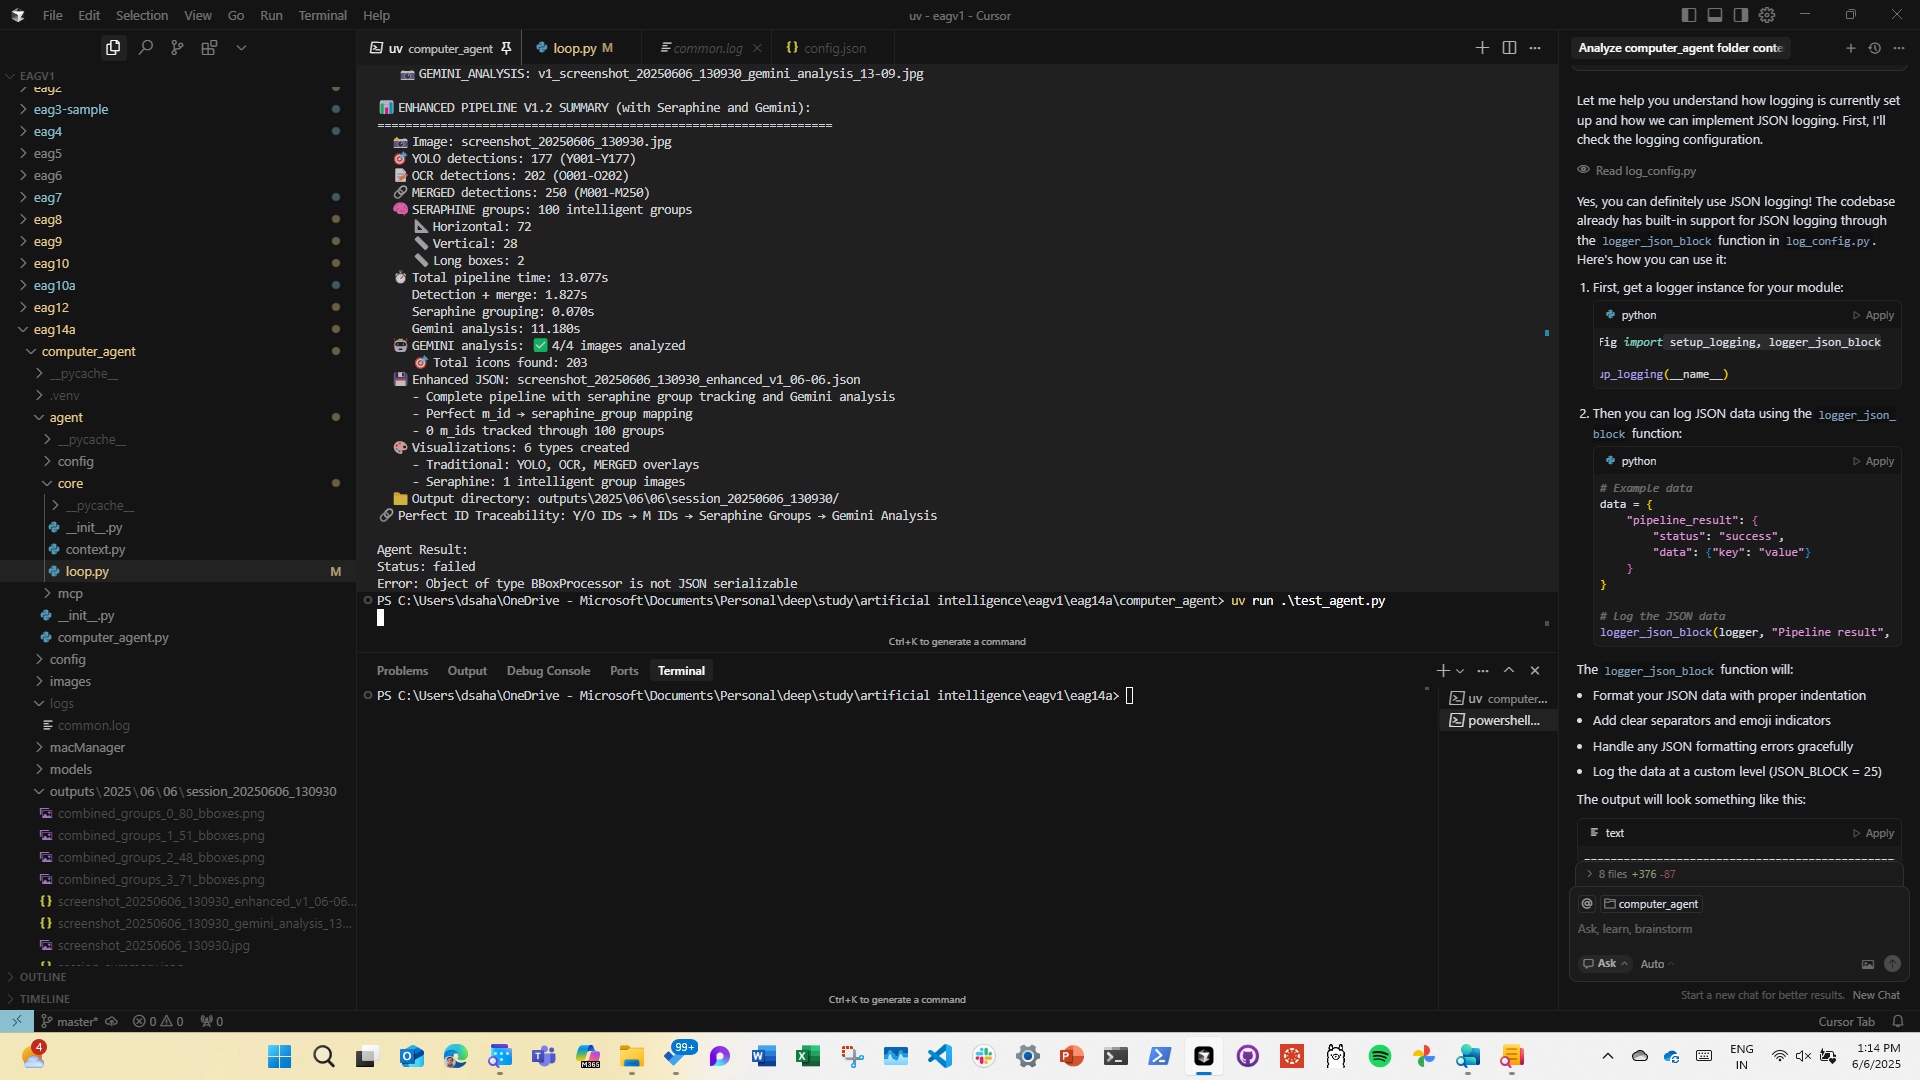 File Edit Selection View Go Run Terminal Help
uv - eagv1 - Cursor
EAGV1
eag2
eag3-sample
eag4
eag5
eag6
eag7
eag8
eag9
eag10
eag10a
eag12
eag14a
computer_agent
__pycache__
.venv
agent
__pycache__
config
core
__pycache__
__init__.py
context.py
loop.py M
mcp
__init__.py
computer_agent.py
config
images
logs
common.log
macManager
models
outputs\2025\06\06\session_20250606_130930
combined_groups_0_80_bboxes.png
combined_groups_1_51_bboxes.png
combined_groups_2_48_bboxes.png
combined_groups_3_71_bboxes.png
screenshot_20250606_130930_enhanced_v1_06-06...
screenshot_20250606_130930_gemini_analysis_13...
screenshot_20250606_130930.jpg
OUTLINE
TIMELINE
uv computer_agent
loop.py M
common.log
config.json
GEMINI_ANALYSIS: v1_screenshot_20250606_130930_gemini_analysis_13-09.jpg
ENHANCED PIPELINE V1.2 SUMMARY (with Seraphine and Gemini):
=================================================================
Image: screenshot_20250606_130930.jpg
YOLO detections: 177 (Y001-Y177)
OCR detections: 202 (O001-O202)
MERGED detections: 250 (M001-M250)
SERAPHINE groups: 100 intelligent groups
Horizontal: 72
Vertical: 28
Long boxes: 2
Total pipeline time: 13.077s
Detection + merge: 1.827s
Seraphine grouping: 0.070s
Gemini analysis: 11.180s
GEMINI analysis: ✅ 4/4 images analyzed
Total icons found: 203
Enhanced JSON: screenshot_20250606_130930_enhanced_v1_06-06.json
- Complete pipeline with seraphine group tracking and Gemini analysis
- Perfect m_id → seraphine_group mapping
- 0 m_ids tracked through 100 groups
Visualizations: 6 types created
- Traditional: YOLO, OCR, MERGED overlays
- Seraphine: 1 intelligent group images
Output directory: outputs\2025\06\06\session_20250606_130930/
Perfect ID Traceability: Y/O IDs → M IDs → Seraphine Groups → Gemini Analysis
Agent Result:
Status: failed
Error: Object of type BBoxProcessor is not JSON serializable
PS C:\Users\dsaha\OneDrive - Microsoft\Documents\Personal\deep\study\artificial intelligence\eagv1\eag14a\computer_agent> uv run .\test_agent.py
Ctrl+K to generate a command
Problems Output Debug Console Ports Terminal
PS C:\Users\dsaha\OneDrive - Microsoft\Documents\Personal\deep\study\artificial intelligence\eagv1\eag14a>
uv computer...
powershell...
Ctrl+K to generate a command
Analyze computer_agent folder conte
Let me help you understand how logging is currently set
up and how we can implement JSON logging. First, I'll
check the logging configuration.
Read log_config.py
Yes, you can definitely use JSON logging! The codebase
already has built-in support for JSON logging through
the logger_json_block function in log_config.py.
Here's how you can use it:
1. First, get a logger instance for your module:
python Apply
fig import setup_logging, logger_json_block
up_logging(__name__)
2. Then you can log JSON data using the logger_json_
block function:
python Apply
# Example data
data = {
"pipeline_result": {
"status": "success",
"data": {"key": "value"}
}
}
# Log the JSON data
logger_json_block(logger, "Pipeline result",
The logger_json_block function will:
• Format your JSON data with proper indentation
• Add clear separators and emoji indicators
• Handle any JSON formatting errors gracefully
• Log the data at a custom level (JSON_BLOCK = 25)
The output will look something like this:
text Apply
8 files +376 -87
@ computer_agent
Ask, learn, brainstorm
Ask Auto
Start a new chat for better results. New Chat
master* 0 0 0
Cursor Tab
4
99+
M365
ENG
IN
1:14 PM
6/6/2025